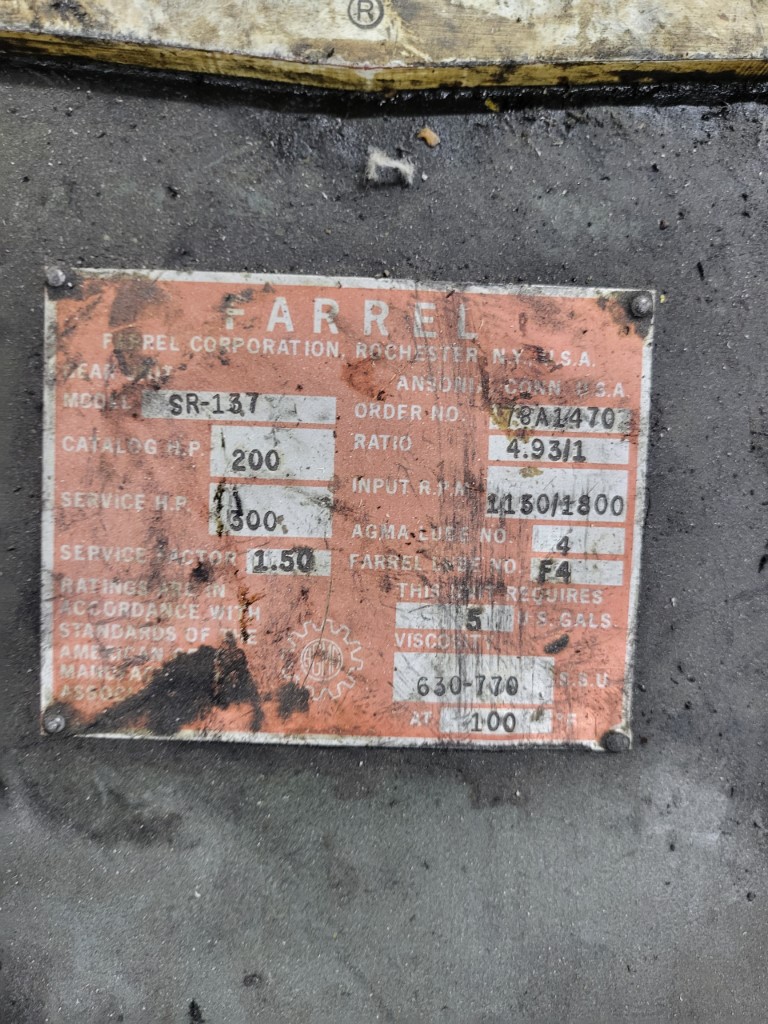 ®
FARREL
FARREL CORPORATION, ROCHESTER, N.Y., U.S.A.
ANSONIA, CONN. U.S.A.
MODEL SR-137 ORDER NO. 78A1470
CATALOG H.P. 200 RATIO 4.93/1
SERVICE H.P. 300 INPUT R.P.M. 1150/1800
AGMA LUBE NO. 4
SERVICE FACTOR 1.50 FARREL LUBE NO. F4
RATINGS ARE IN THIS UNIT REQUIRES
ACCORDANCE WITH 5 U.S. GALS.
STANDARDS OF THE VISCOSITY
AMERICAN
630-770 S.S.U.
AT 100 °F
AGMA